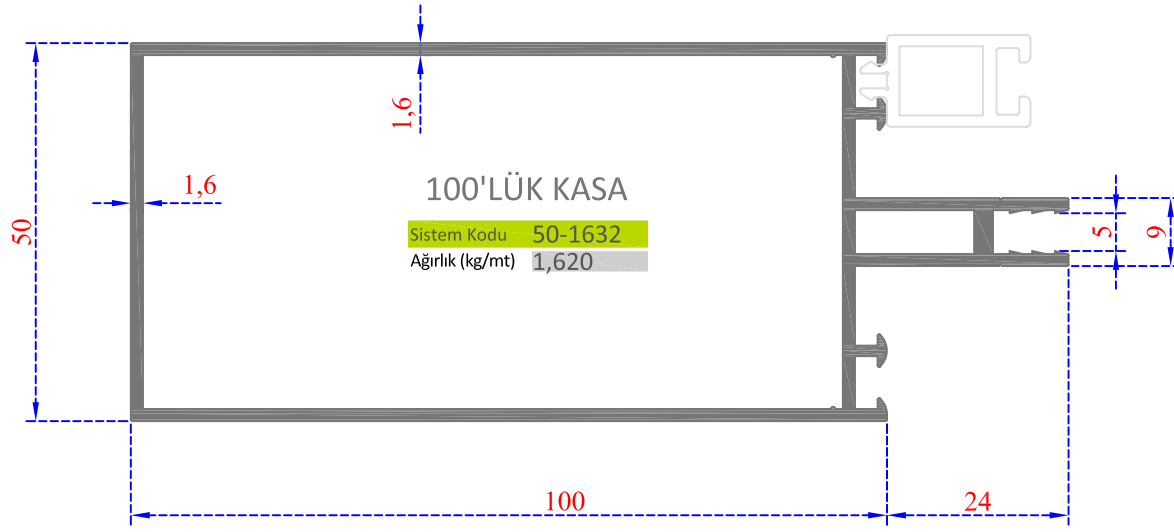 1,6
1,6
50
100'LÜK KASA
Sistem Kodu 50-1632
Ağırlık (kg/mt) 1,620
5
9
100
24